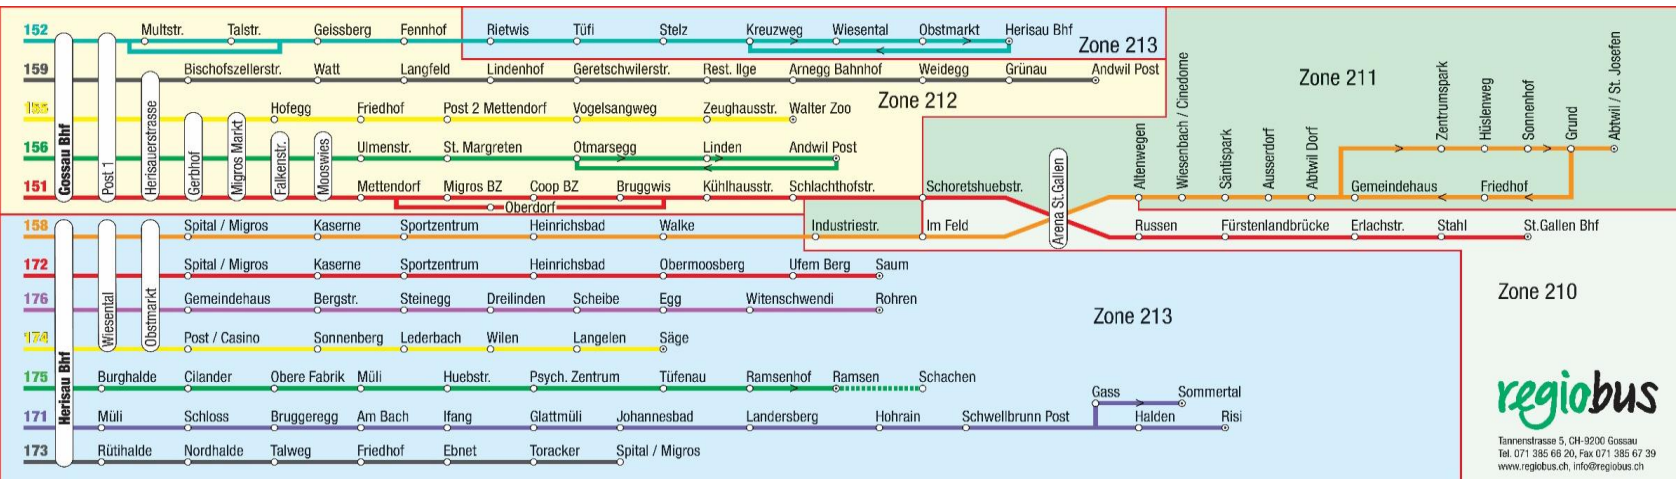 152
Multstr. Talstr. Geissberg Fennhof Rietwis Tüfi Stelz Kreuzweg Wiesental Obstmarkt Herisau Bhf
Zone 213
159
Bischofszellerstr. Watt Langfeld Lindenhof Geretschwilerstr. Rest. Ilge Arnegg Bahnhof Weidegg Grünau Andwil Post
155
Hofegg Friedhof Post 2 Mettendorf Vogelsangweg Zeughausstr. Walter Zoo
Zone 212
156
Ulmenstr. St. Margreten Otmarsegg Linden Andwil Post
151
Mettendorf Migros BZ Coop BZ Bruggwis Kühlhausstr. Schlachthofstr. Schoretshuebstr.
Oberdorf
Gossau Bhf
Post 1
Herisauerstrasse
Gerbhof
Migros Markt
Falkenstr.
Mooswies
Arena St.Gallen
Zone 211
Altenwegen
Wiesenbach / Cinedome
Säntispark
Ausserdorf
Abtwil Dorf
Zentrumspark
Hüslenweg
Sonnenhof
Grund
Abtwil / St. Josefen
Gemeindehaus Friedhof
Russen Fürstenlandbrücke Erlachstr. Stahl St.Gallen Bhf
158
Spital / Migros Kaserne Sportzentrum Heinrichsbad Walke Industriestr. Im Feld
172
Spital / Migros Kaserne Sportzentrum Heinrichsbad Obermoosberg Ufem Berg Saum
176
Gemeindehaus Bergstr. Steinegg Dreilinden Scheibe Egg Witenschwendi Rohren
174
Post / Casino Sonnenberg Lederbach Wilen Langelen Säge
175
Burghalde Cilander Obere Fabrik Müli Huebstr. Psych. Zentrum Tüfenau Ramsenhof Ramsen Schachen
171
Müli Schloss Bruggeregg Am Bach Ifang Glattmüli Johannesbad Landersberg Hohrain Schwellbrunn Post Halden Risi
Gass Sommertal
173
Rütihalde Nordhalde Talweg Friedhof Ebnet Toracker Spital / Migros
Herisau Bhf
Wiesental
Obstmarkt
Zone 213
Zone 210
regiobus
Tannenstrasse 5, CH-9200 Gossau
Tel. 071 385 66 20, Fax 071 385 67 39
www.regiobus.ch, info@regiobus.ch